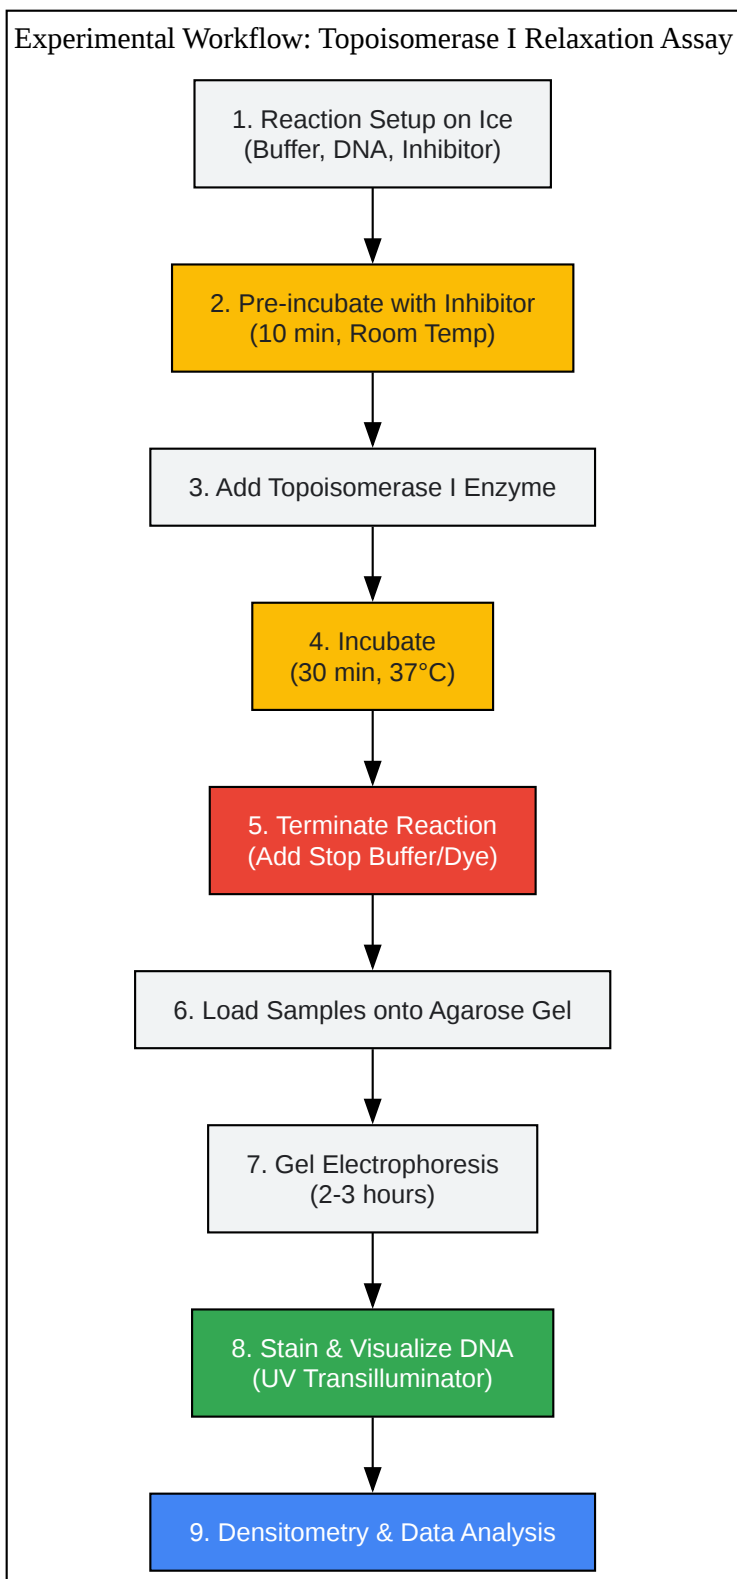 Experimental Workflow: Topoisomerase I Relaxation Assay
1. Reaction Setup on Ice
(Buffer, DNA, Inhibitor)
2. Pre-incubate with Inhibitor
(10 min, Room Temp)
3. Add Topoisomerase I Enzyme
4. Incubate
(30 min, 37°C)
5. Terminate Reaction
(Add Stop Buffer/Dye)
6. Load Samples onto Agarose Gel
7. Gel Electrophoresis
(2-3 hours)
8. Stain & Visualize DNA
(UV Transilluminator)
9. Densitometry & Data Analysis